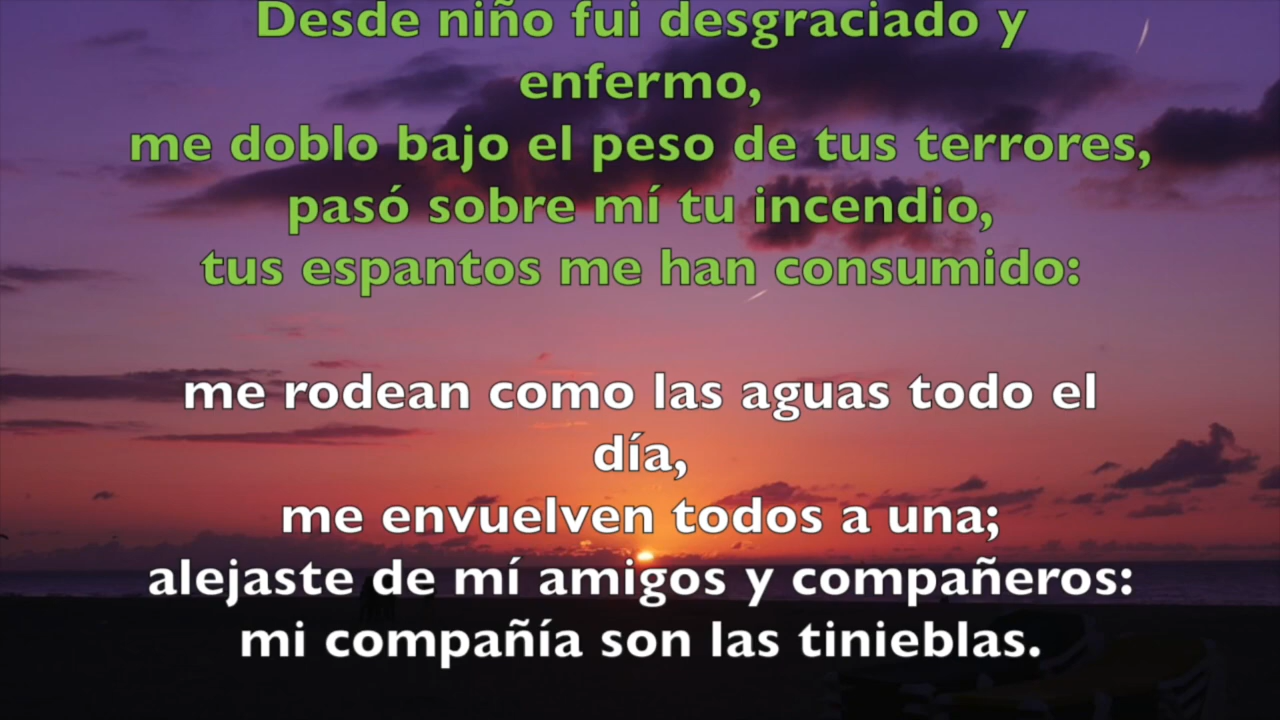 Desde niño fui desgraciado y
enfermo,
me doblo bajo el peso de tus terrores,
pasó sobre mí tu incendio,
tus espantos me han consumido:
me rodean como las aguas todo el
día,
me envuelven todos a una;
alejaste de mí amigos y compañeros:
mi compañía son las tinieblas.